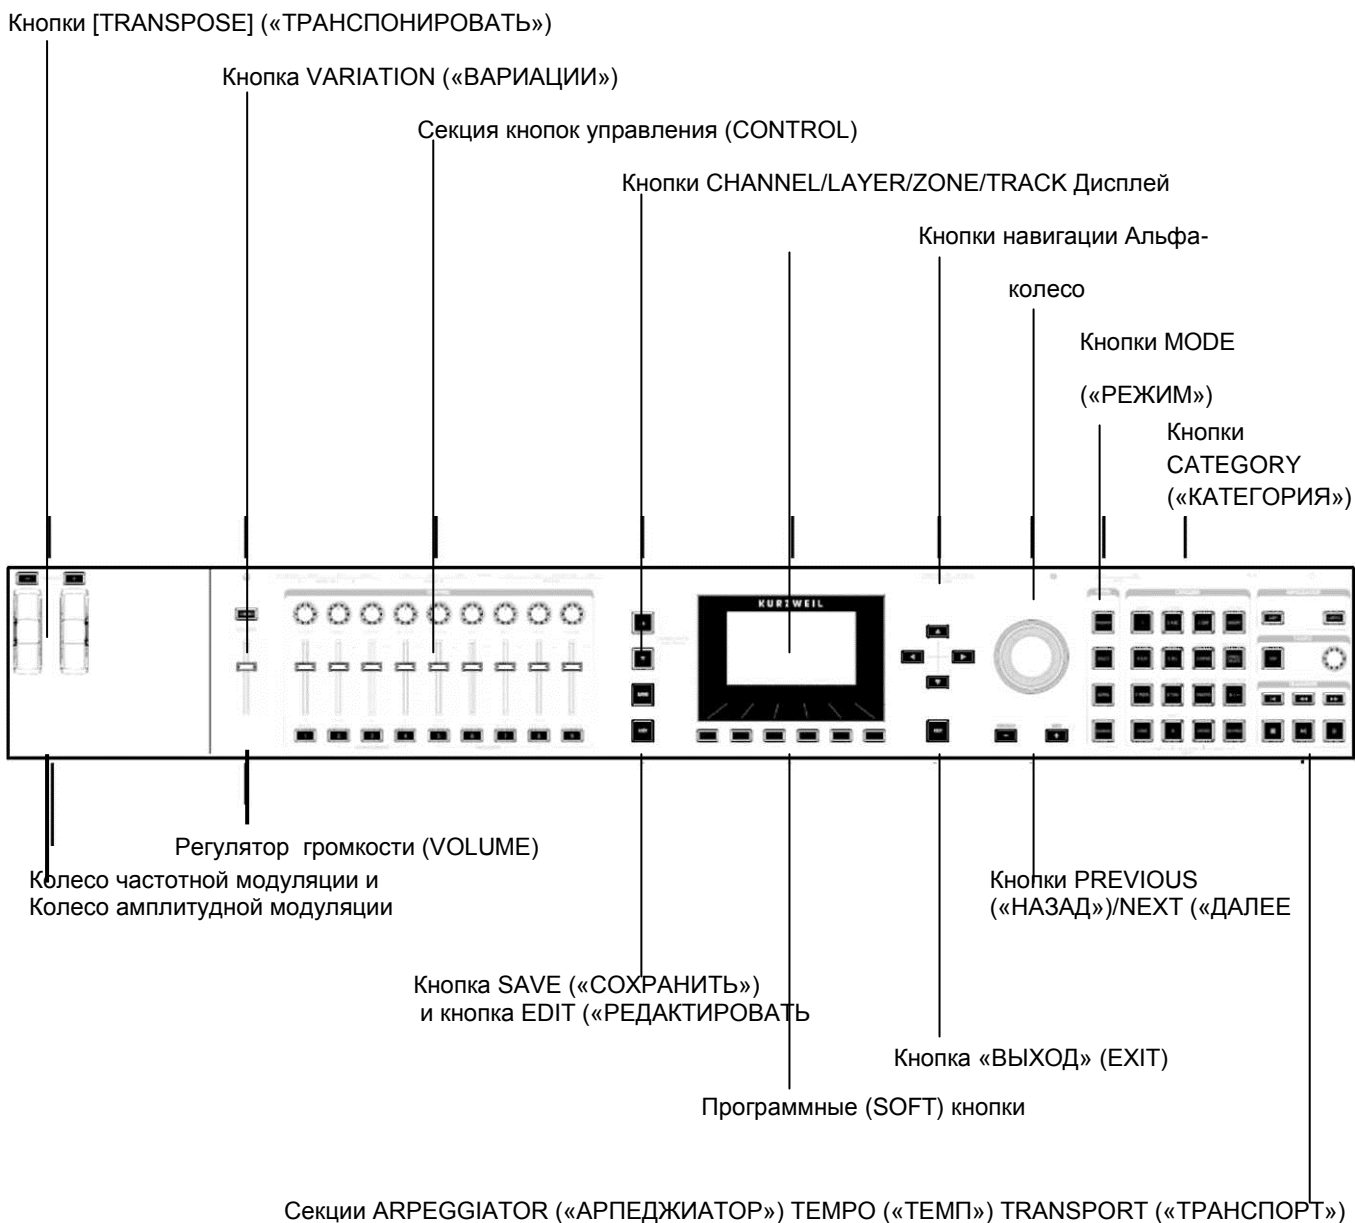 Кнопки [TRANSPOSE] («ТРАНСПОНИРОВАТЬ»)
Кнопка VARIATION («ВАРИАЦИИ»)
Секция кнопок управления (CONTROL)
Кнопки CHANNEL/LAYER/ZONE/TRACK Дисплей
Кнопки навигации Альфа-
колесо
Кнопки MODE
(«РЕЖИМ»)
Кнопки
CATEGORY
(«КАТЕГОРИЯ»)
KURZWEIL
Регулятор громкости (VOLUME)
Колесо частотной модуляции и
Колесо амплитудной модуляции
Кнопки PREVIOUS
(«НАЗАД»)/NEXT («ДАЛЕЕ
Кнопка SAVE («СОХРАНИТЬ»)
и кнопка EDIT («РЕДАКТИРОВАТЬ
Кнопка «ВЫХОД» (EXIT)
Программные (SOFT) кнопки
Секции ARPEGGIATOR («АРПЕДЖИАТОР») TEMPO («ТЕМП») TRANSPORT («ТРАНСПОРТ»)